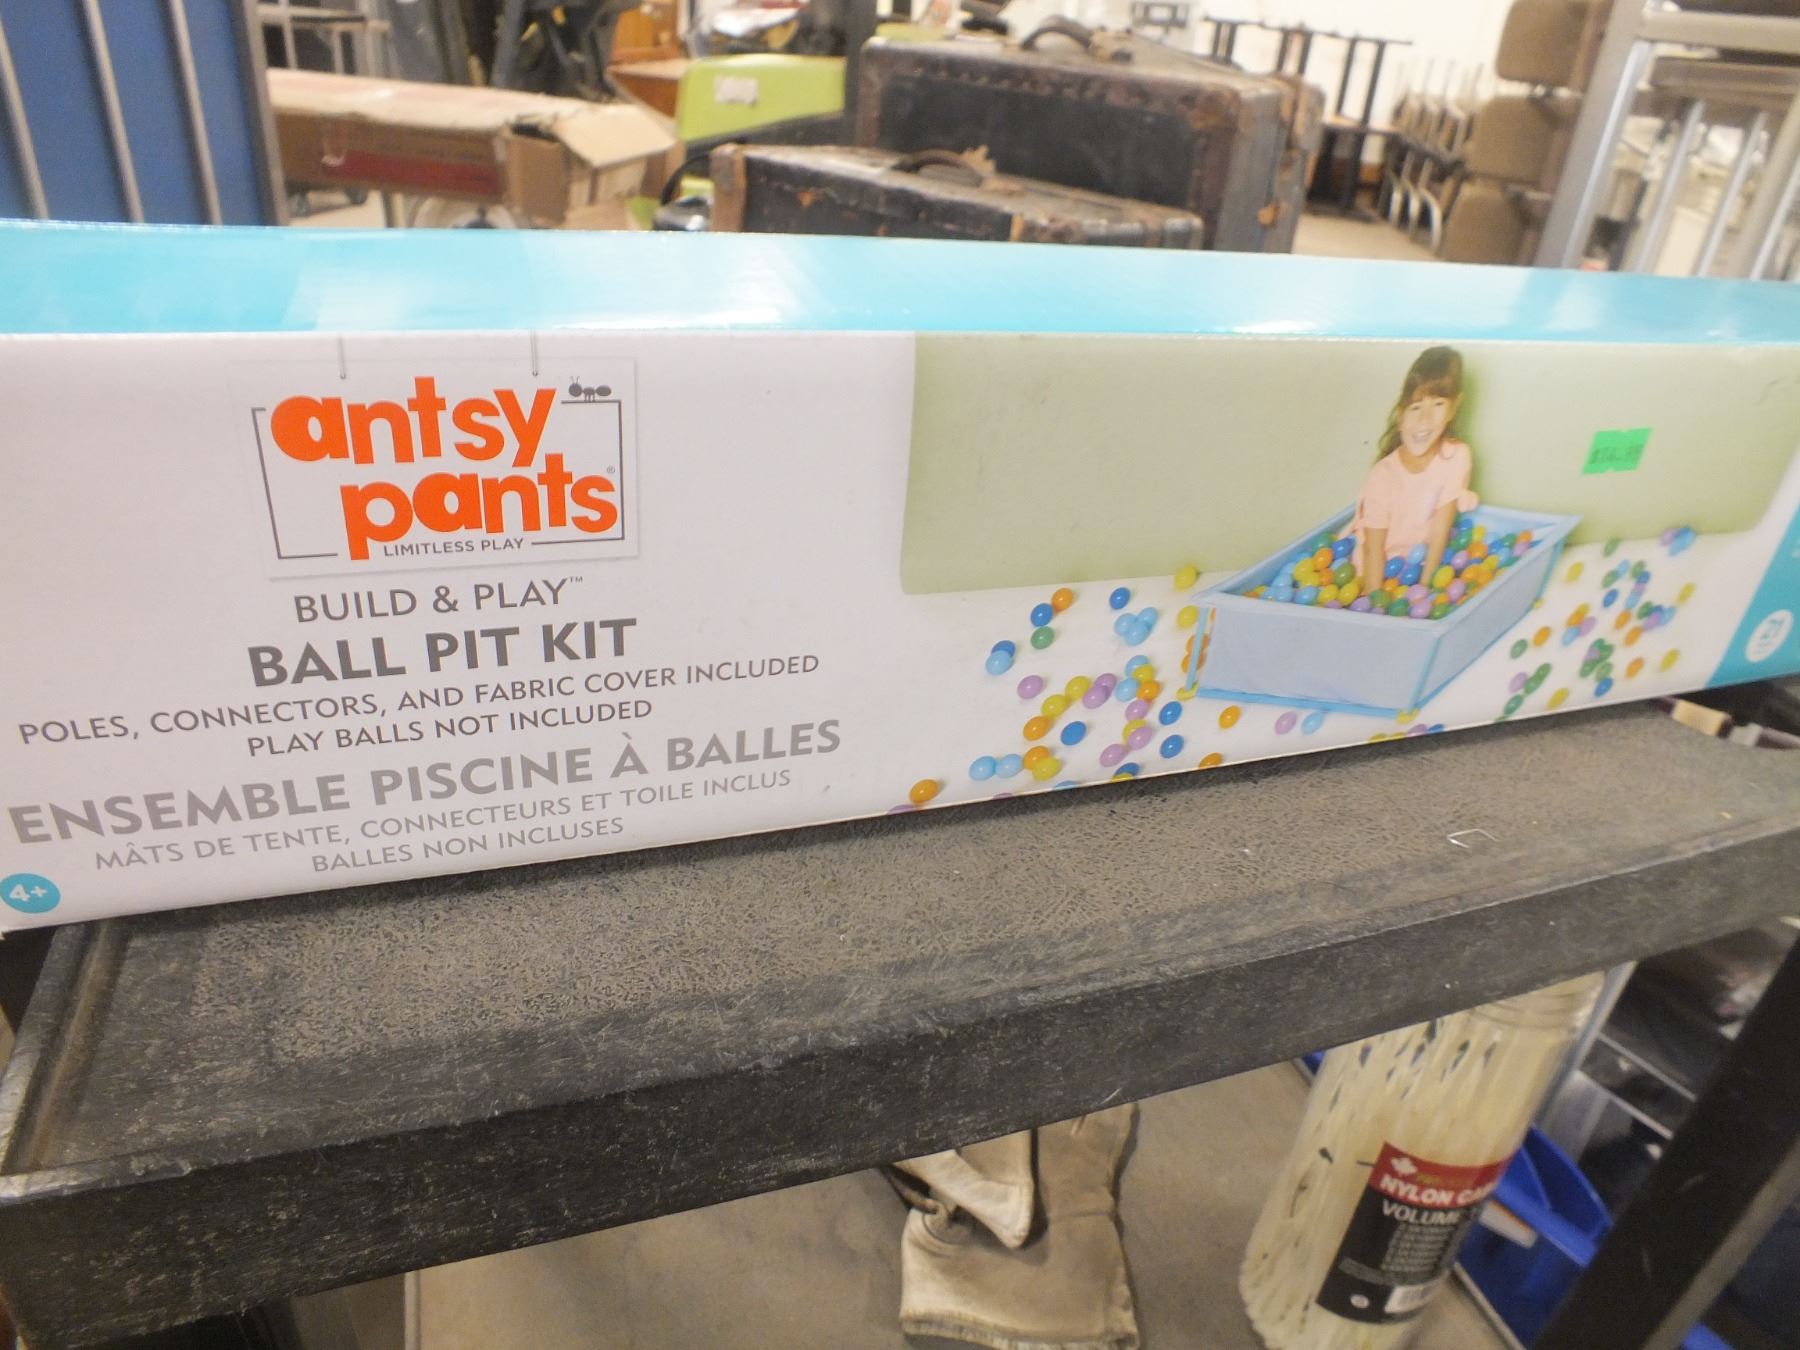 antsy
pants®
LIMITLESS PLAY
BUILD & PLAY™
BALL PIT KIT
POLES, CONNECTORS, AND FABRIC COVER INCLUDED
PLAY BALLS NOT INCLUDED
ENSEMBLE PISCINE À BALLES
MÂTS DE TENTE, CONNECTEURS ET TOILE INCLUS
BALLES NON INCLUSES
4+
NYLON